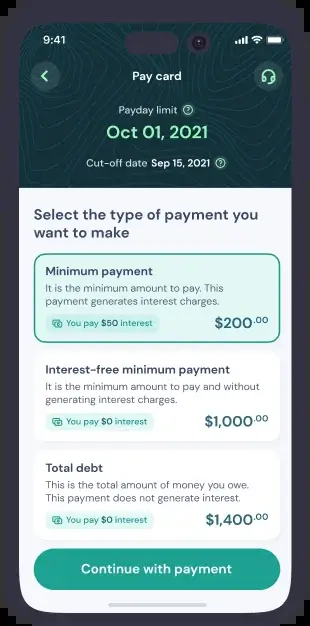 9:41
Pay card
Payday limit ?
Oct 01, 2021
Cut-off date Sep 15, 2021 ?
Select the type of payment you
want to make
Minimum payment
It is the minimum amount to pay. This
payment generates interest charges.
You pay $50 interest
$200.00
Interest-free minimum payment
It is the minimum amount to pay and without
generating interest charges.
You pay $0 interest
$1,000.00
Total debt
This is the total amount of money you owe.
This payment does not generate interest.
You pay $0 interest
$1,400.00
Continue with payment